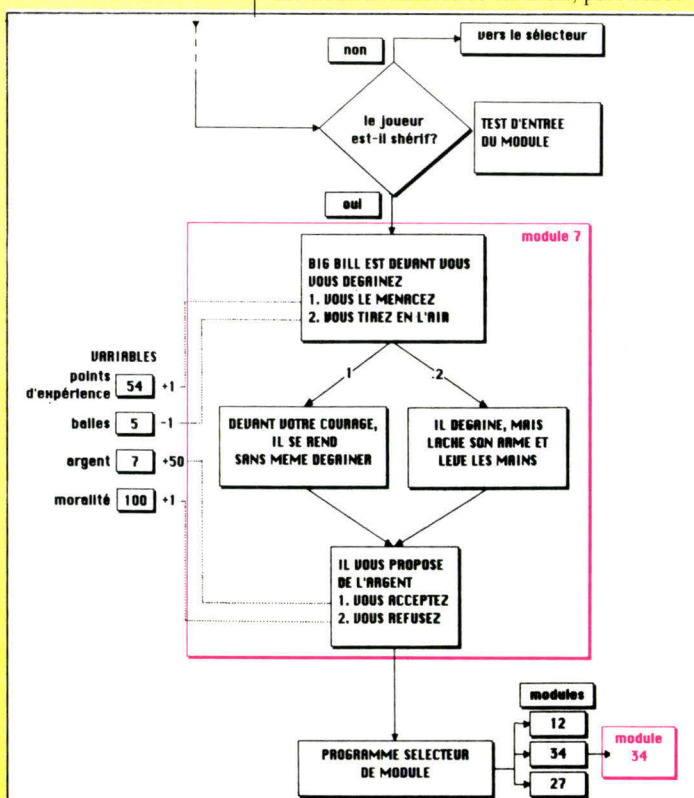 non
vers le sélecteur
le joueur
est-il shérif?
TEST D'ENTREE
DU MODULE
oui
module 7
BIG BILL EST DEVANT VOUS
VOUS DEGAINEZ
1. VOUS LE MENACEZ
2. VOUS TIREZ EN L'AIR
VARIABLES
points
d'expérience 54 +1
balles 5 -1
argent 7 +50
moralité 100 +1
1
.2
DEVANT VOTRE COURAGE,
IL SE REND
SANS MEME DEGAINER
IL DEGAINE, MAIS
LACHE SON ARME ET
LEVE LES MAINS
IL VOUS PROPOSE
DE L'ARGENT
1. VOUS ACCEPTEZ
2. VOUS REFUSEZ
PROGRAMME SELECTEUR
DE MODULE
modules
12
34
27
module
34